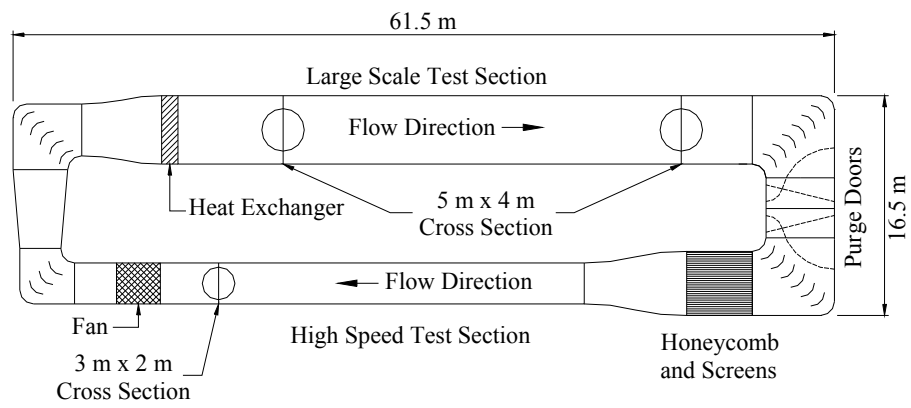 61.5 m
Large Scale Test Section
Flow Direction
Heat Exchanger
5 m x 4 m
Cross Section
Purge Doors
16.5 m
Flow Direction
Fan
High Speed Test Section
3 m x 2 m
Cross Section
Honeycomb
and Screens